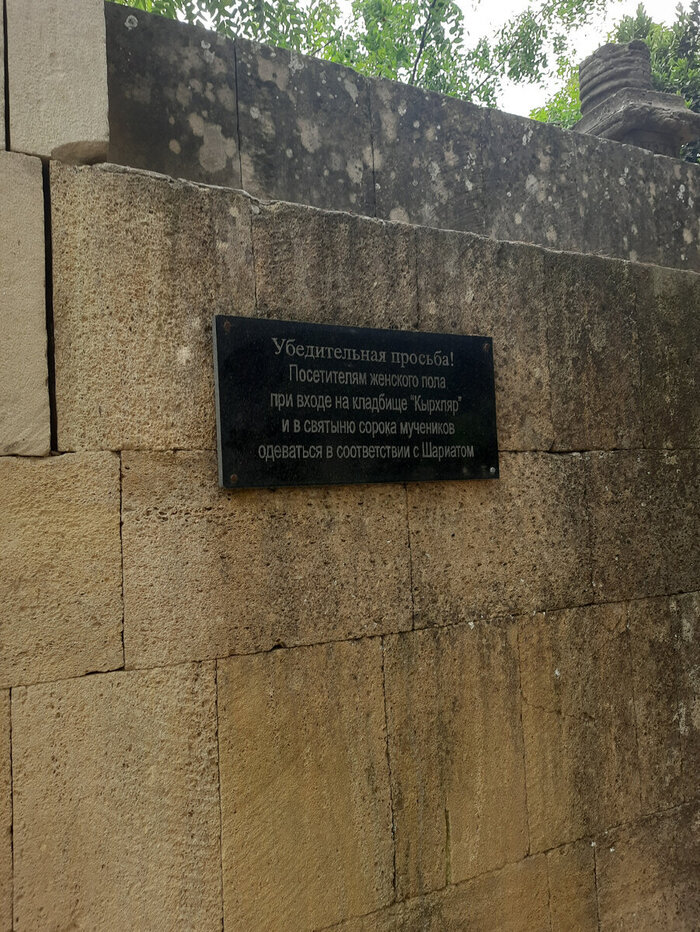 Убедительная просьба!
Посетителям женского пола
при входе на кладбище "Кырхляр"
и в святыню сорока мучеников
одеваться в соответствии с Шариатом